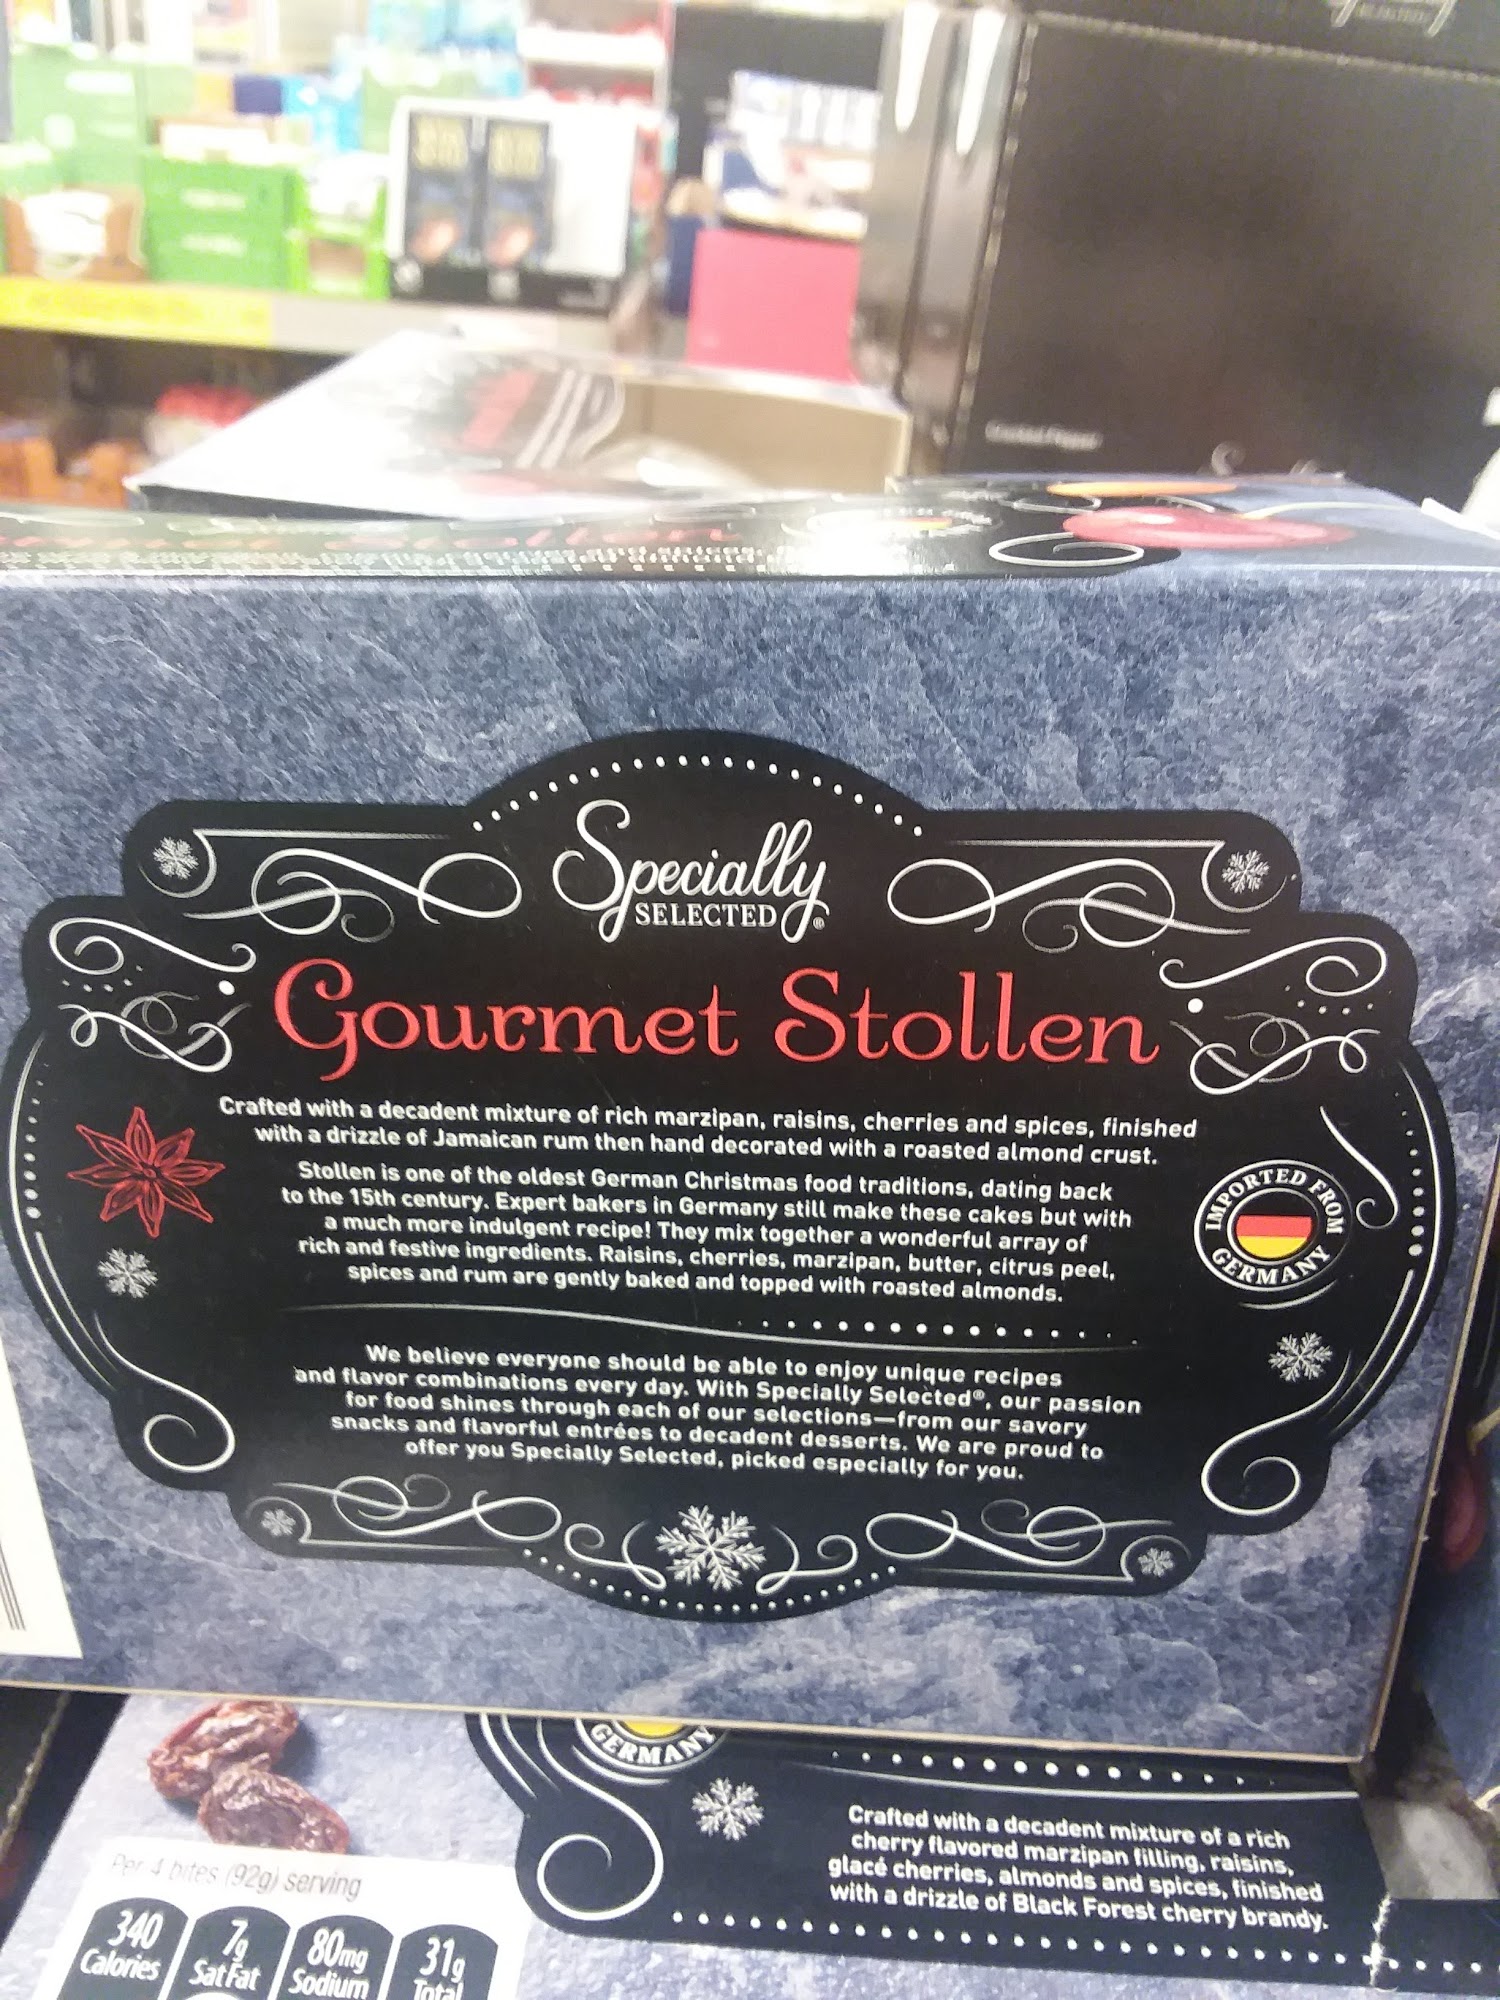 Specially
SELECTED®
Gourmet Stollen
Crafted with a decadent mixture of rich marzipan, raisins, cherries and spices, finished
with a drizzle of Jamaican rum then hand decorated with a roasted almond crust.
Stollen is one of the oldest German Christmas food traditions, dating back
to the 15th century. Expert bakers in Germany still make these cakes but with
a much more indulgent recipe! They mix together a wonderful array of
rich and festive ingredients. Raisins, cherries, marzipan, butter, citrus peel,
spices and rum are gently baked and topped with roasted almonds.
IMPORTED FROM
GERMANY
We believe everyone should be able to enjoy unique recipes
and flavor combinations every day. With Specially Selected®, our passion
for food shines through each of our selections—from our savory
snacks and flavorful entrées to decadent desserts. We are proud to
offer you Specially Selected, picked especially for you.
GERMANY
Crafted with a decadent mixture of a rich
cherry flavored marzipan filling, raisins,
glacé cherries, almonds and spices, finished
with a drizzle of Black Forest cherry brandy.
Per 4 bites (92g) serving
340
Calories
7g
Sat Fat
80mg
Sodium
31g
Total